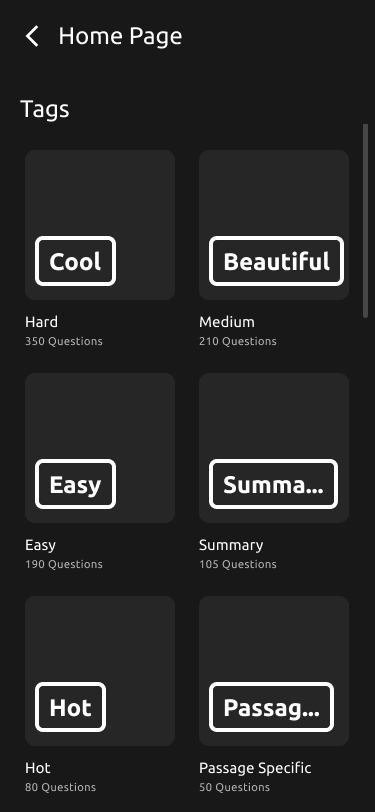 Home Page
Tags
Cool
Beautiful
Hard
350 Questions
Medium
210 Questions
Easy
Summa...
Easy
190 Questions
Summary
105 Questions
Hot
Passag...
Hot
80 Questions
Passage Specific
50 Questions